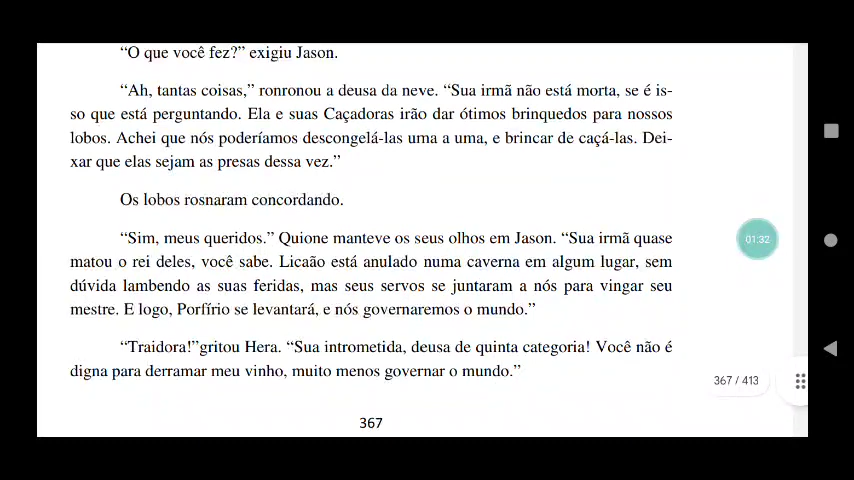 “O que você fez?” exigiu Jason.
“Ah, tantas coisas,” ronronou a deusa da neve. “Sua irmã não está morta, se é is-
so que está perguntando. Ela e suas Caçadoras irão dar ótimos brinquedos para nossos
lobos. Achei que nós poderíamos descongelá-las uma a uma, e brincar de caçá-las. Dei-
xar que elas sejam as presas dessa vez.”
Os lobos rosnaram concordando.
“Sim, meus queridos.” Quione manteve os seus olhos em Jason. “Sua irmã quase
matou o rei deles, você sabe. Licaão está anulado numa caverna em algum lugar, sem
dúvida lambendo as suas feridas, mas seus servos se juntaram a nós para vingar seu
mestre. E logo, Porfírio se levantará, e nós governaremos o mundo.”
“Traidora!”gritou Hera. “Sua intrometida, deusa de quinta categoria! Você não é
digna para derramar meu vinho, muito menos governar o mundo.”
367
01:32
367 / 413